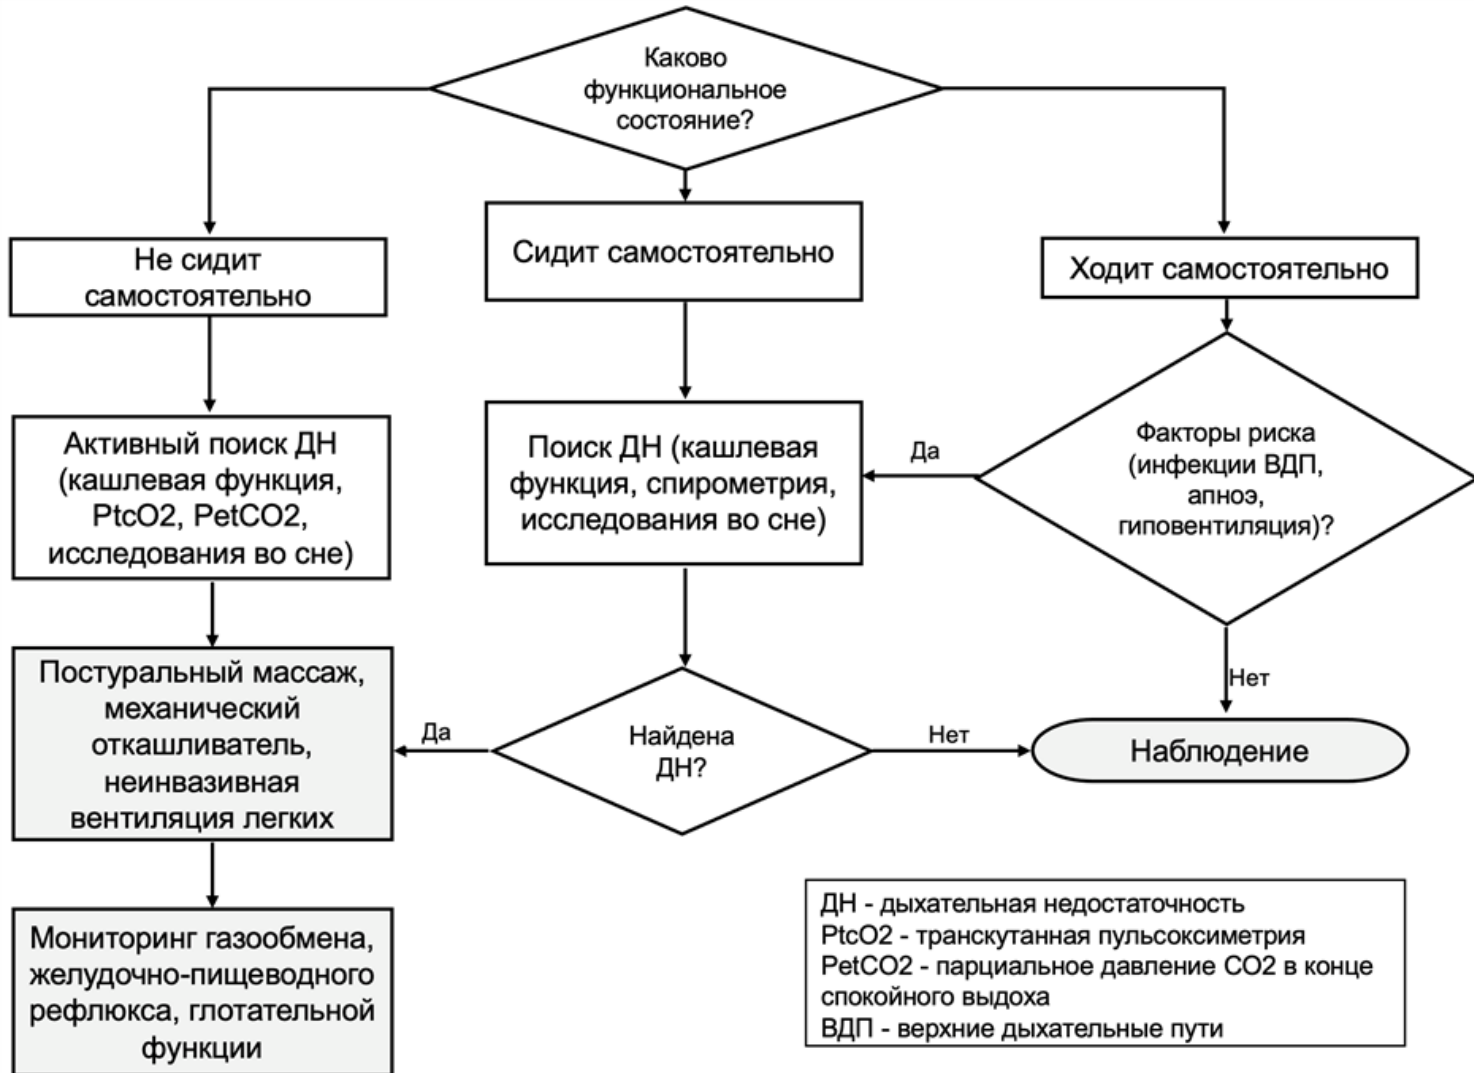 Каково
функциональное
состояние?
Не сидит
самостоятельно
Сидит самостоятельно
Ходит самостоятельно
Активный поиск ДН
(кашлевая функция,
PtcO2, PetCO2,
исследования во сне)
Поиск ДН (кашлевая
функция, спирометрия,
исследования во сне)
Да
Факторы риска
(инфекции ВДП,
апноэ,
гиповентиляция)?
Нет
Постуральный массаж,
механический
откашливатель,
неинвазивная
вентиляция легких
Да
Найдена
ДН?
Нет
Наблюдение
Мониторинг газообмена,
желудочно-пищеводного
рефлюкса, глотательной
функции
ДН - дыхательная недостаточность
PtcO2 - транскутанная пульсоксиметрия
PetCO2 - парциальное давление CO2 в конце
спокойного выдоха
ВДП - верхние дыхательные пути